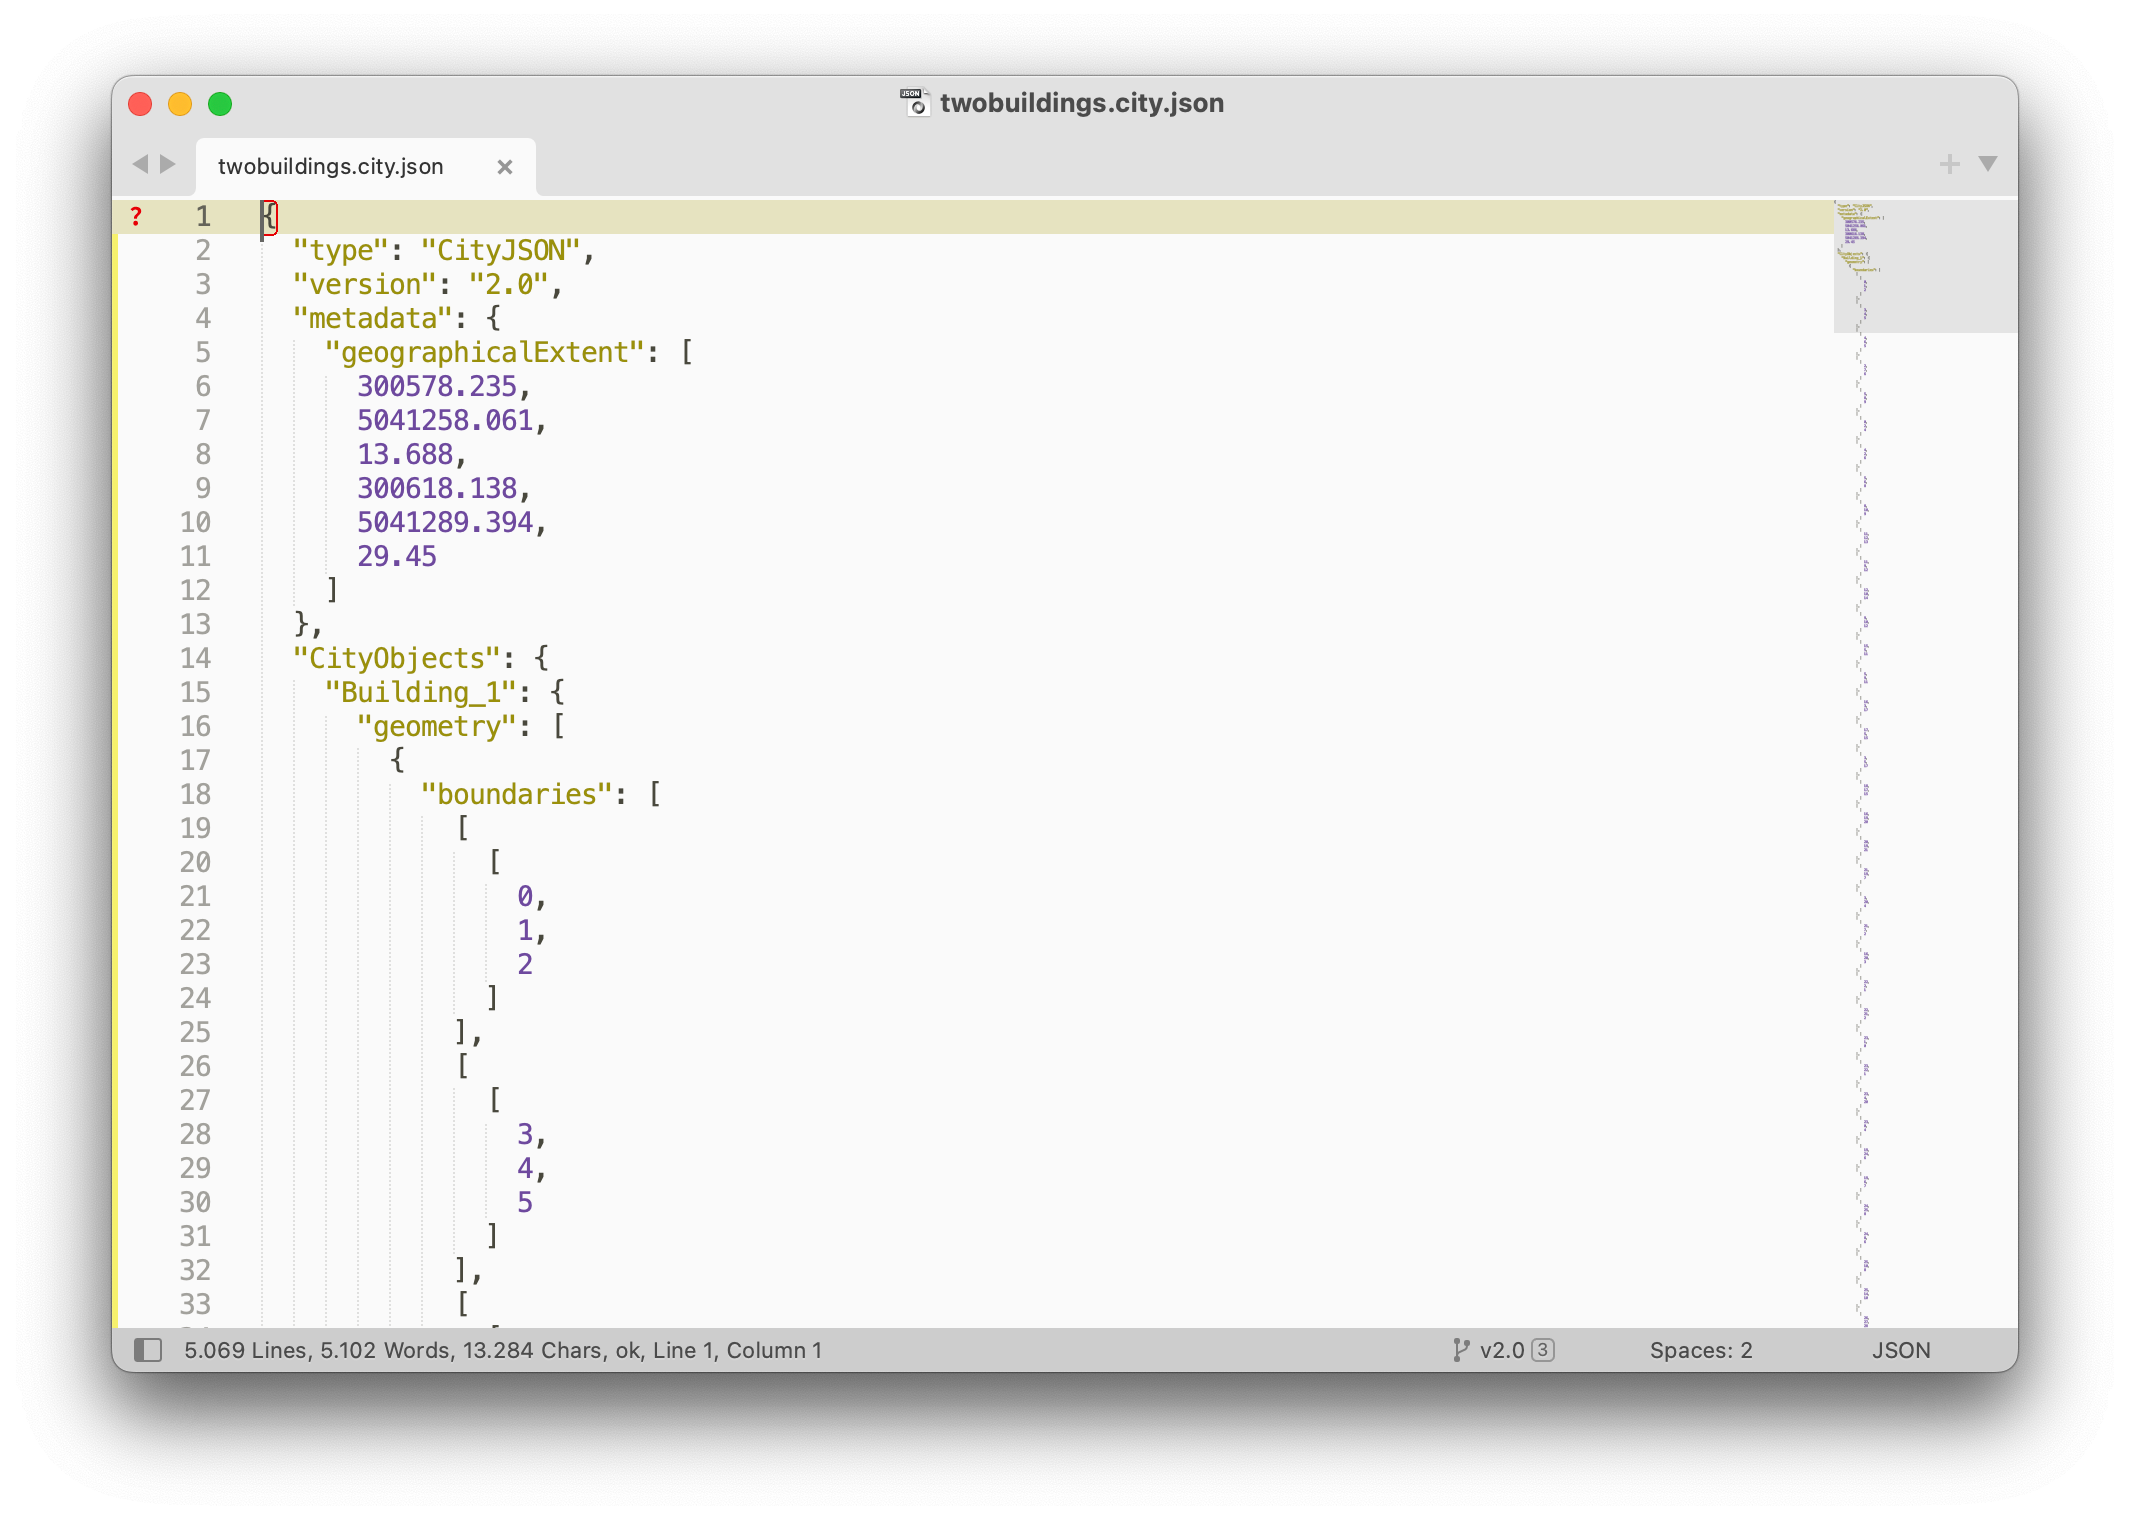 twobuildings.city.json
twobuildings.city.json
? 1 {
2 "type": "CityJSON",
3 "version": "2.0",
4 "metadata": {
5 "geographicalExtent": [
6 300578.235,
7 5041258.061,
8 13.688,
9 300618.138,
10 5041289.394,
11 29.45
12 ]
13 },
14 "CityObjects": {
15 "Building_1": {
16 "geometry": [
17 {
18 "boundaries": [
19 [
20 [
21 0,
22 1,
23 2
24 ]
25 ],
26 [
27 [
28 3,
29 4,
30 5
31 ]
32 ],
33 [
5.069 Lines, 5.102 Words, 13.284 Chars, ok, Line 1, Column 1 v2.0 3 Spaces: 2 JSON